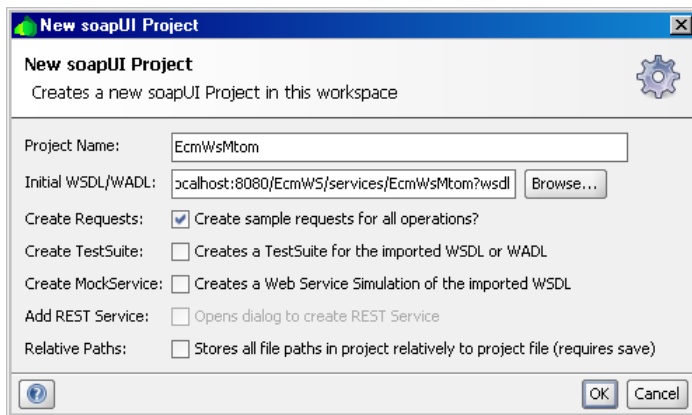 New soapUI Project
New soapUI Project
Creates a new soapUI Project in this workspace
Project Name: EcmWsMtom
Initial WSDL/WADL: ocalhost:8080/EcmWS/services/EcmWsMtom?wsdl Browse...
Create Requests: Create sample requests for all operations?
Create TestSuite: Creates a TestSuite for the imported WSDL or WADL
Create MockService: Creates a Web Service Simulation of the imported WSDL
Add REST Service: Opens dialog to create REST Service
Relative Paths: Stores all file paths in project relatively to project file (requires save)
? OK Cancel